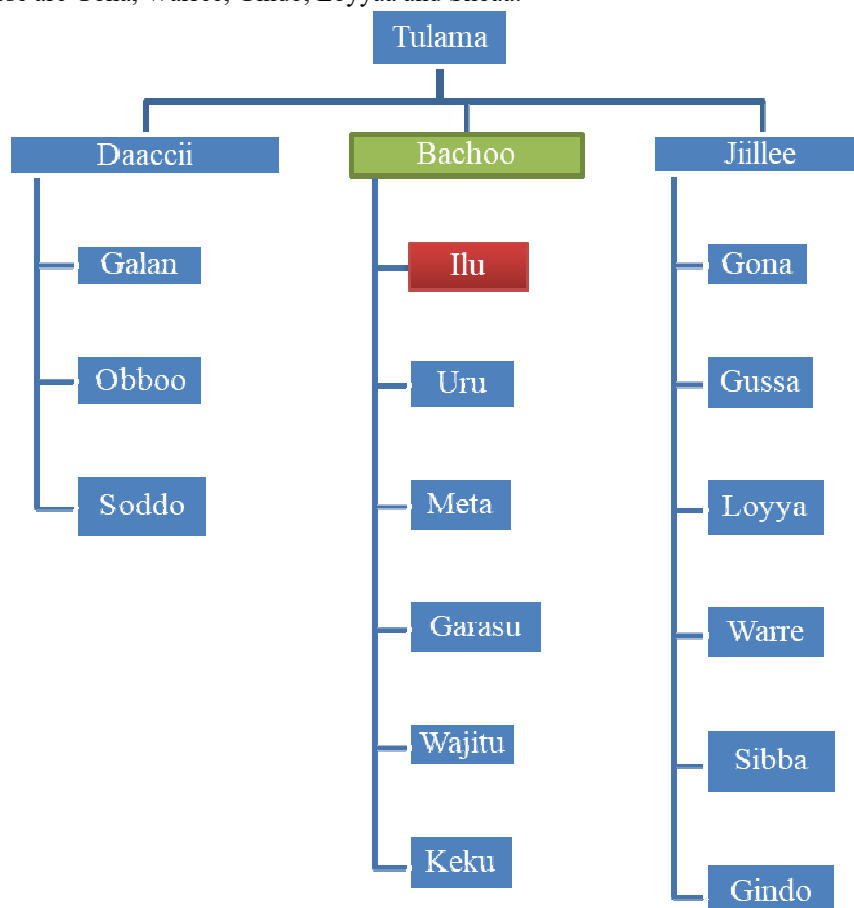 Tulama
Daaccii
Bachoo
Jiillee
Galan
Ilu
Gona
Obboo
Uru
Gussa
Soddo
Meta
Loyya
Garasu
Warre
Wajitu
Sibba
Keku
Gindo